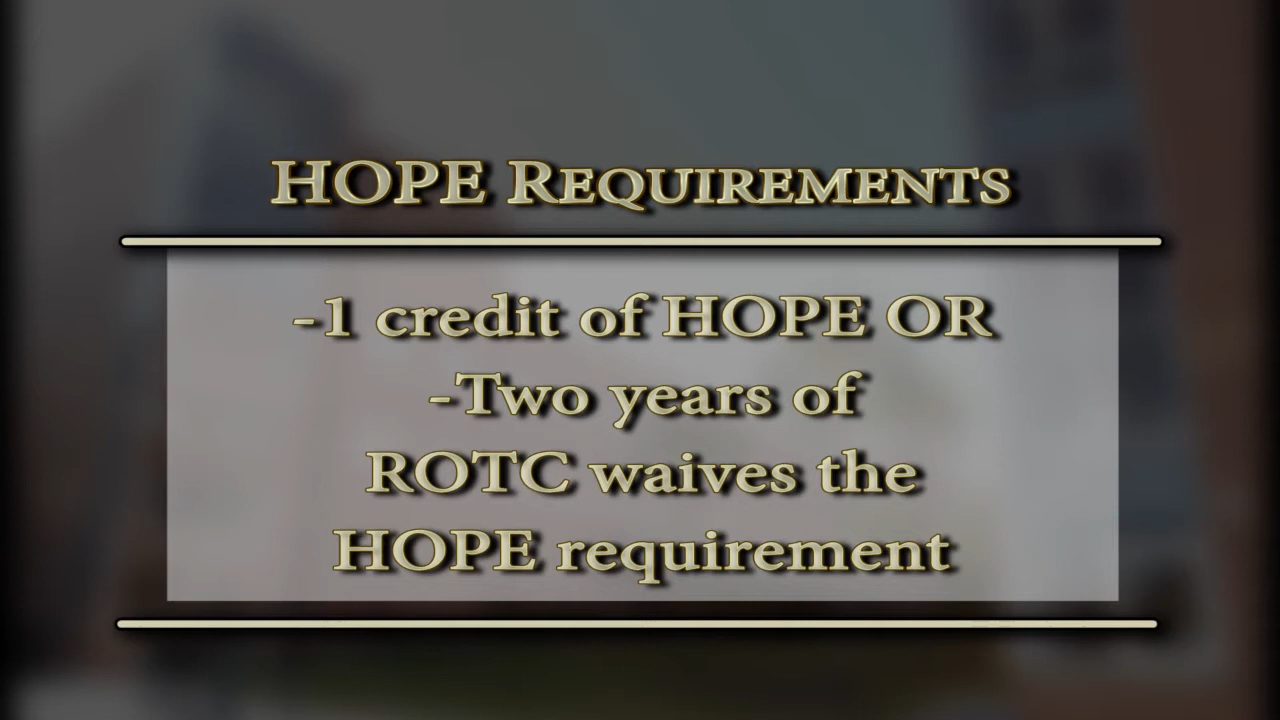 HOPE REQUIREMENTS
-1 credit of HOPE OR
-Two years of
ROTC waives the
HOPE requirement